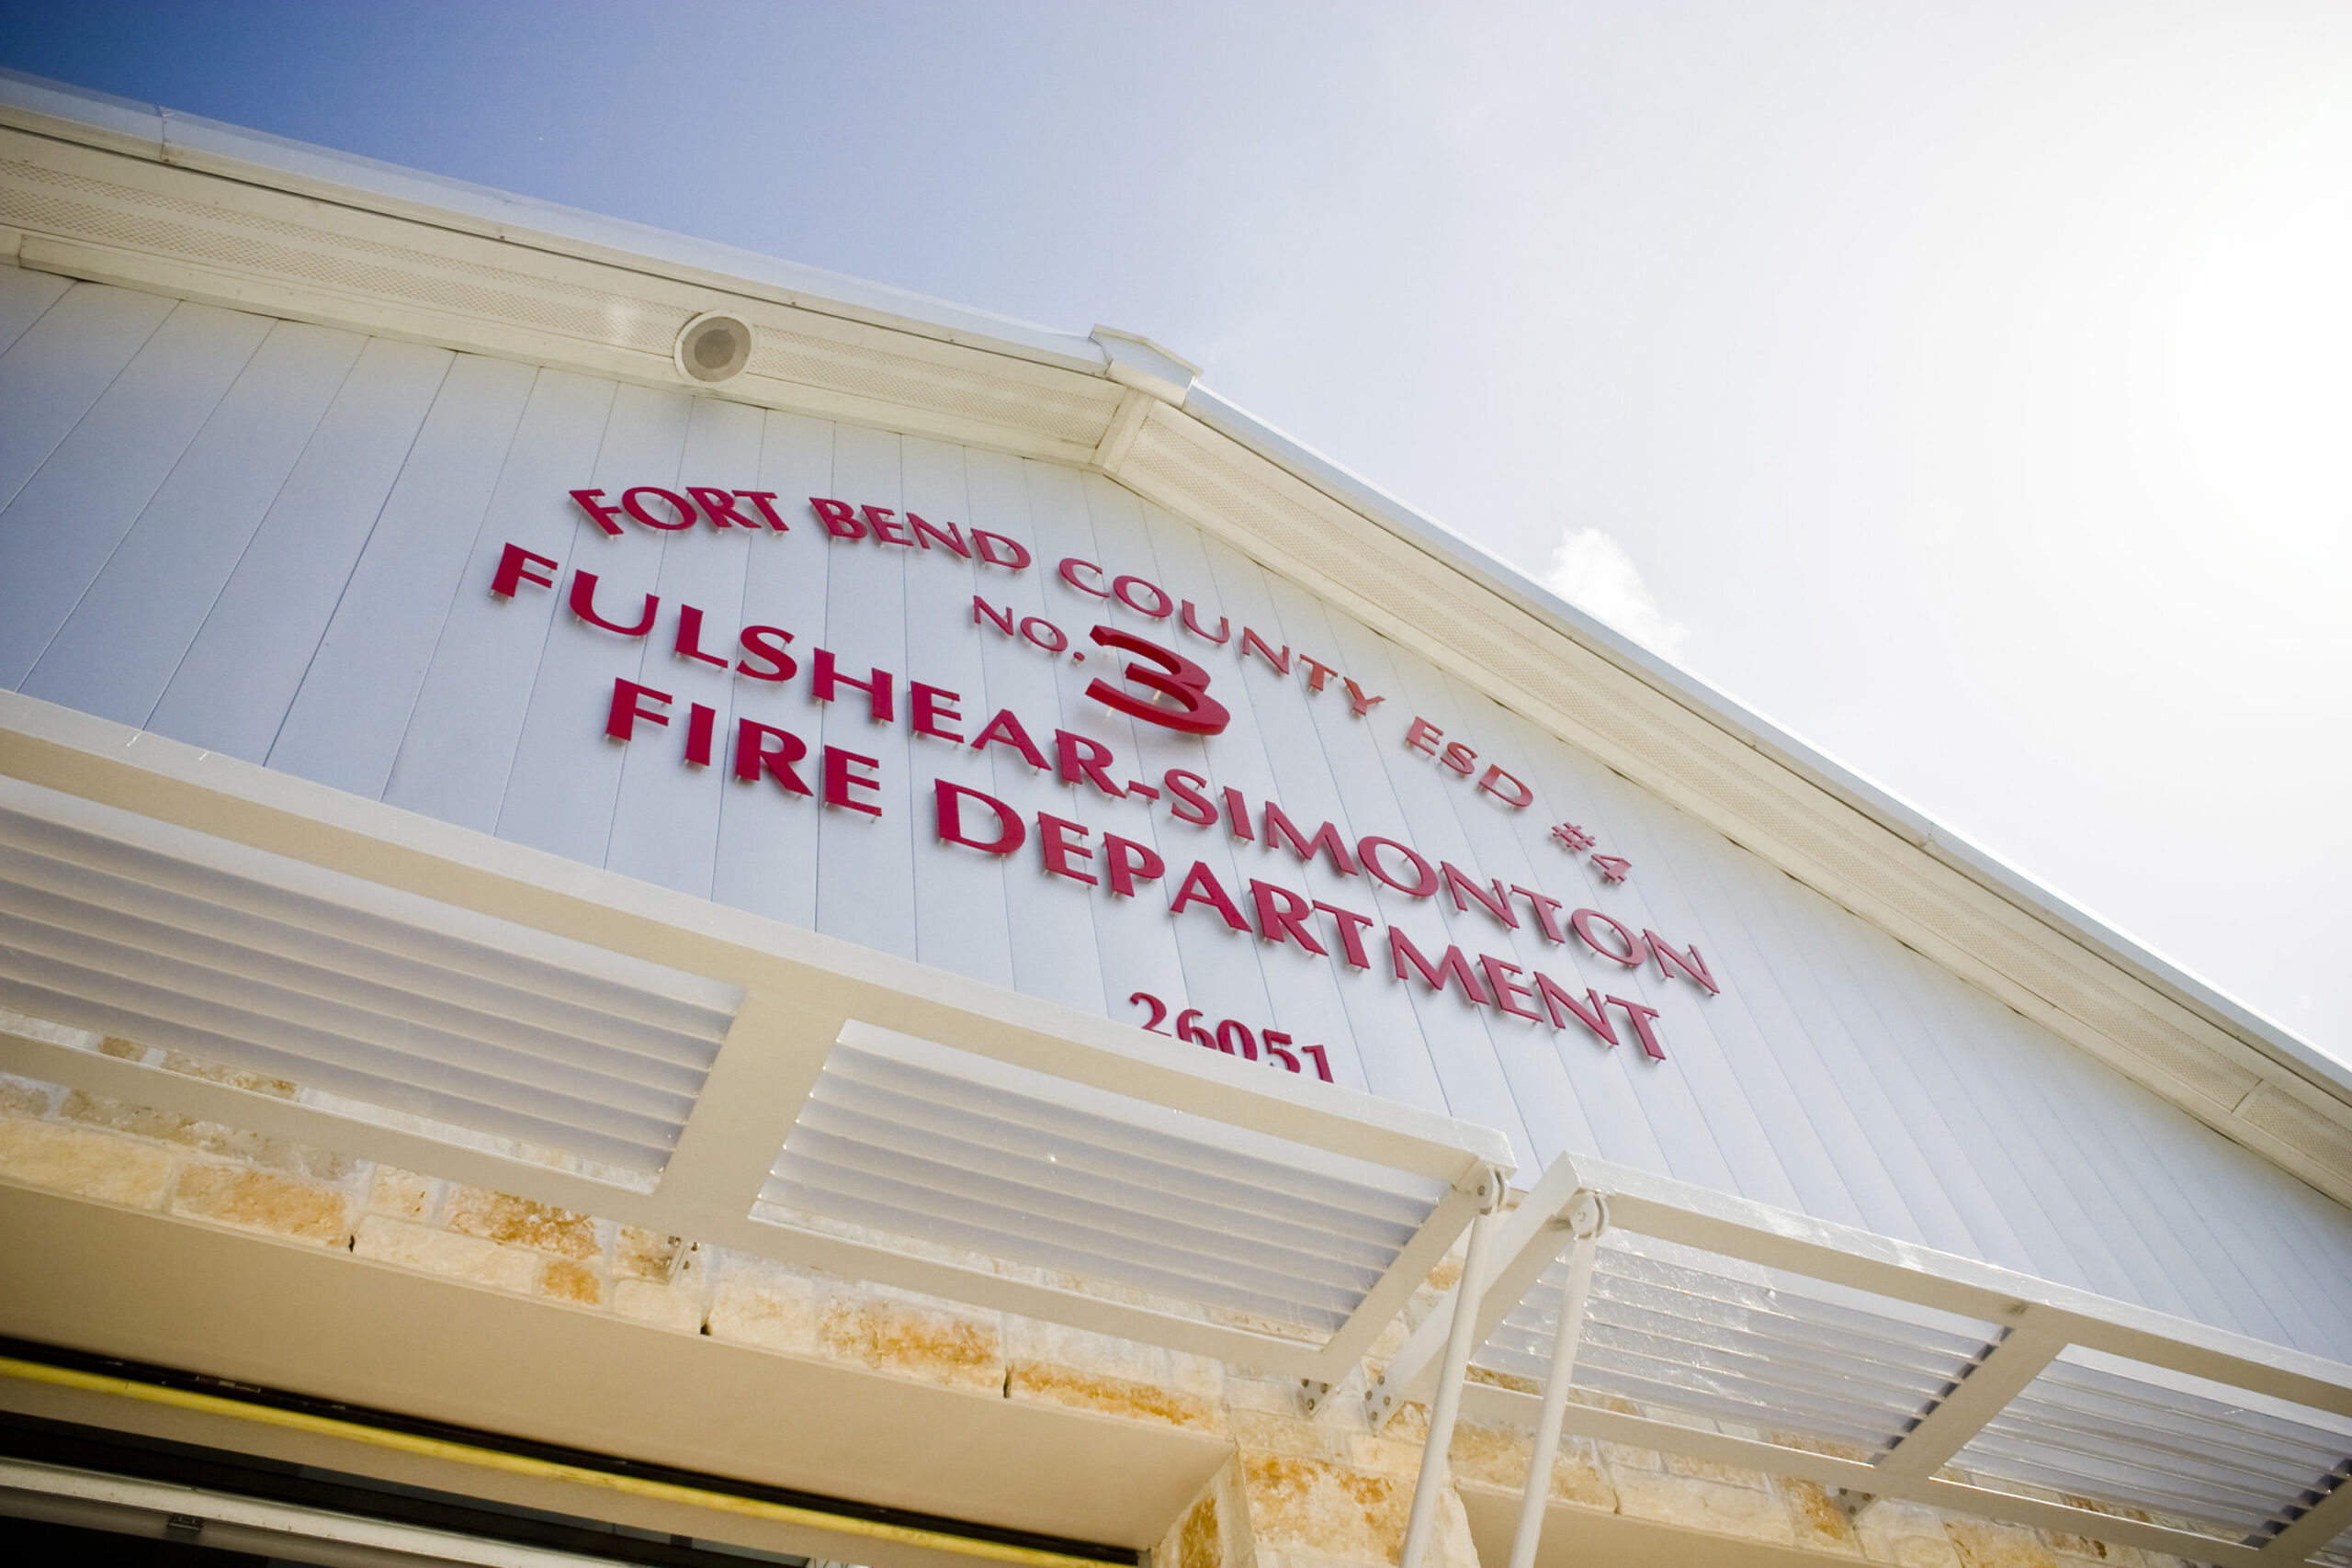 FORT BEND COUNTY ESD #4
NO. 3
FULSHEAR-SIMONTON
FIRE DEPARTMENT
26051